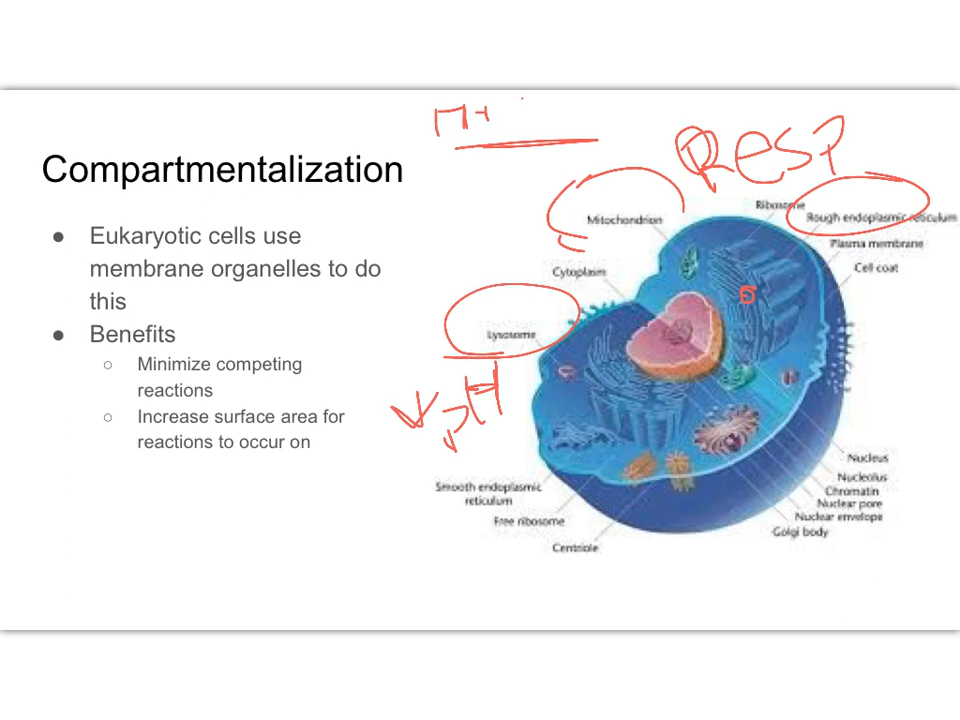 Compartmentalization
● Eukaryotic cells use
membrane organelles to do
this
● Benefits
○ Minimize competing
reactions
○ Increase surface area for
reactions to occur on
RESP
Ribosome
Rough endoplasmic reticulum
Mitochondrion
Plasma membrane
Cell coat
Cytoplasm
Lysosome
↓ pH
Nucleus
Nucleolus
Chromatin
Nuclear pore
Nuclear envelope
Golgi body
Smooth endoplasmic
reticulum
Free ribosome
Centriole